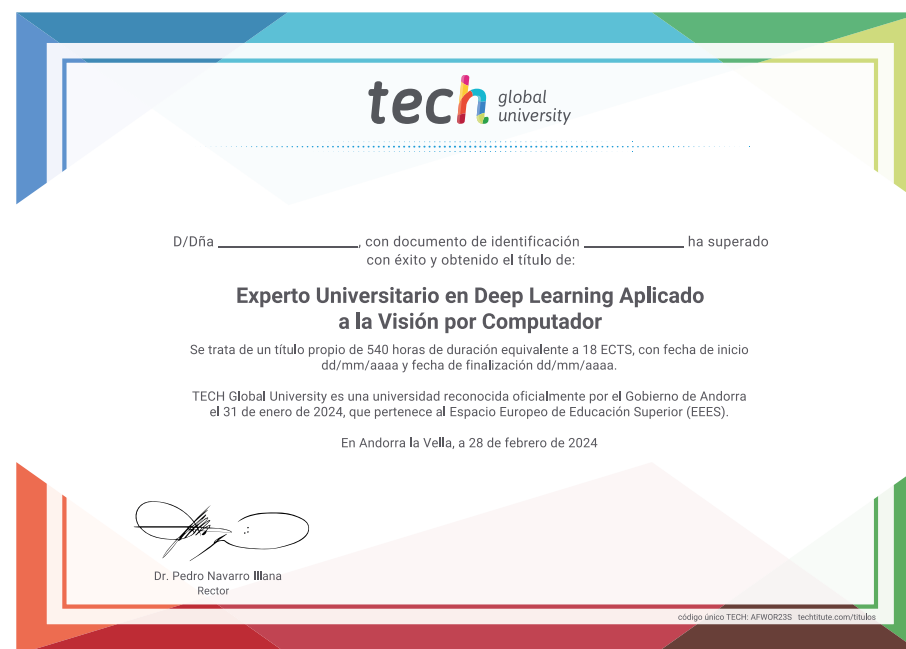 tech global
university
D/Dña ____________, con documento de identificación ____________ ha superado
con éxito y obtenido el título de:
Experto Universitario en Deep Learning Aplicado
a la Visión por Computador
Se trata de un título propio de 540 horas de duración equivalente a 18 ECTS, con fecha de inicio
dd/mm/aaaa y fecha de finalización dd/mm/aaaa.
TECH Global University es una universidad reconocida oficialmente por el Gobierno de Andorra
el 31 de enero de 2024, que pertenece al Espacio Europeo de Educación Superior (EEES).
En Andorra la Vella, a 28 de febrero de 2024
Dr. Pedro Navarro Illana
Rector
código único TECH: AFWOR23S techtitute.com/titulos